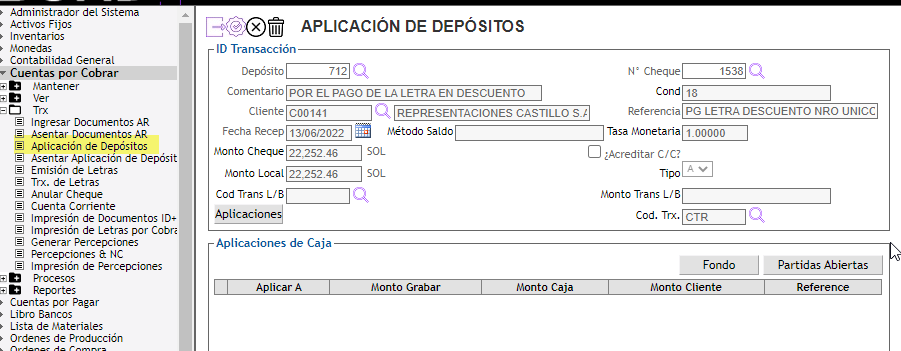 Administrador del Sistema
Activos Fijos
Inventarios
Monedas
Contabilidad General
Cuentas por Cobrar
Mantener
Ver
Trx
Ingresar Documentos AR
Asentar Documentos AR
Aplicación de Depósitos
Asentar Aplicación de Depósit
Emisión de Letras
Trx. de Letras
Anular Cheque
Cuenta Corriente
Impresión de Documentos ID+
Impresión de Letras por Cobra
Generar Percepciones
Percepciones & NC
Impresión de Percepciones
Procesos
Reportes
Cuentas por Pagar
Libro Bancos
Lista de Materiales
Ordenes de Producción
Ordenes de Compra
APLICACIÓN DE DEPÓSITOS
ID Transacción
Depósito 712 N° Cheque 1538
Comentario POR EL PAGO DE LA LETRA EN DESCUENTO Cond 18
Cliente C00141 REPRESENTACIONES CASTILLO S.A Referencia PG LETRA DESCUENTO NRO UNICO
Fecha Recep 13/06/2022 Método Saldo Tasa Monetaria 1.00000
Monto Cheque 22,252.46 SOL ¿Acreditar C/C?
Monto Local 22,252.46 SOL Tipo A
Cod Trans L/B Monto Trans L/B
Aplicaciones Cod. Trx. CTR
Aplicaciones de Caja
Fondo Partidas Abiertas
Aplicar A Monto Grabar Monto Caja Monto Cliente Reference